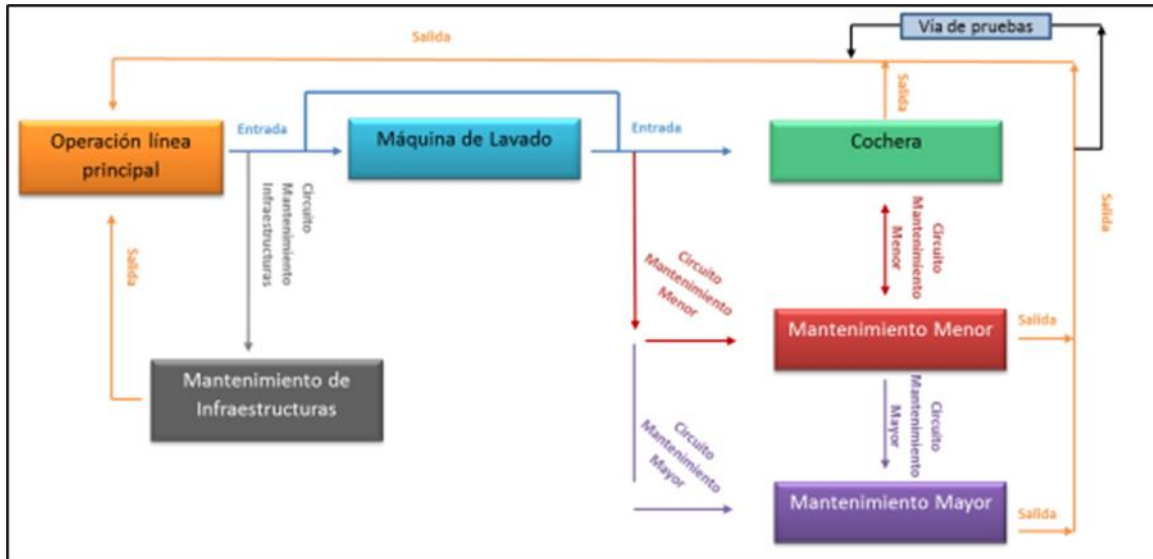 Vía de pruebas
Salida
Salida
Operación línea
principal
Entrada
Máquina de Lavado
Entrada
Cochera
Circuito
Mantenimiento
Infraestructuras
Salida
Salida
Circuito
Mantenimiento
Menor
Circuito
Mantenimiento
Menor
Mantenimiento Menor
Salida
Mantenimiento de
Infraestructuras
Circuito
Mantenimiento
Mayor
Circuito
Mantenimiento
Mayor
Mantenimiento Mayor
Salida